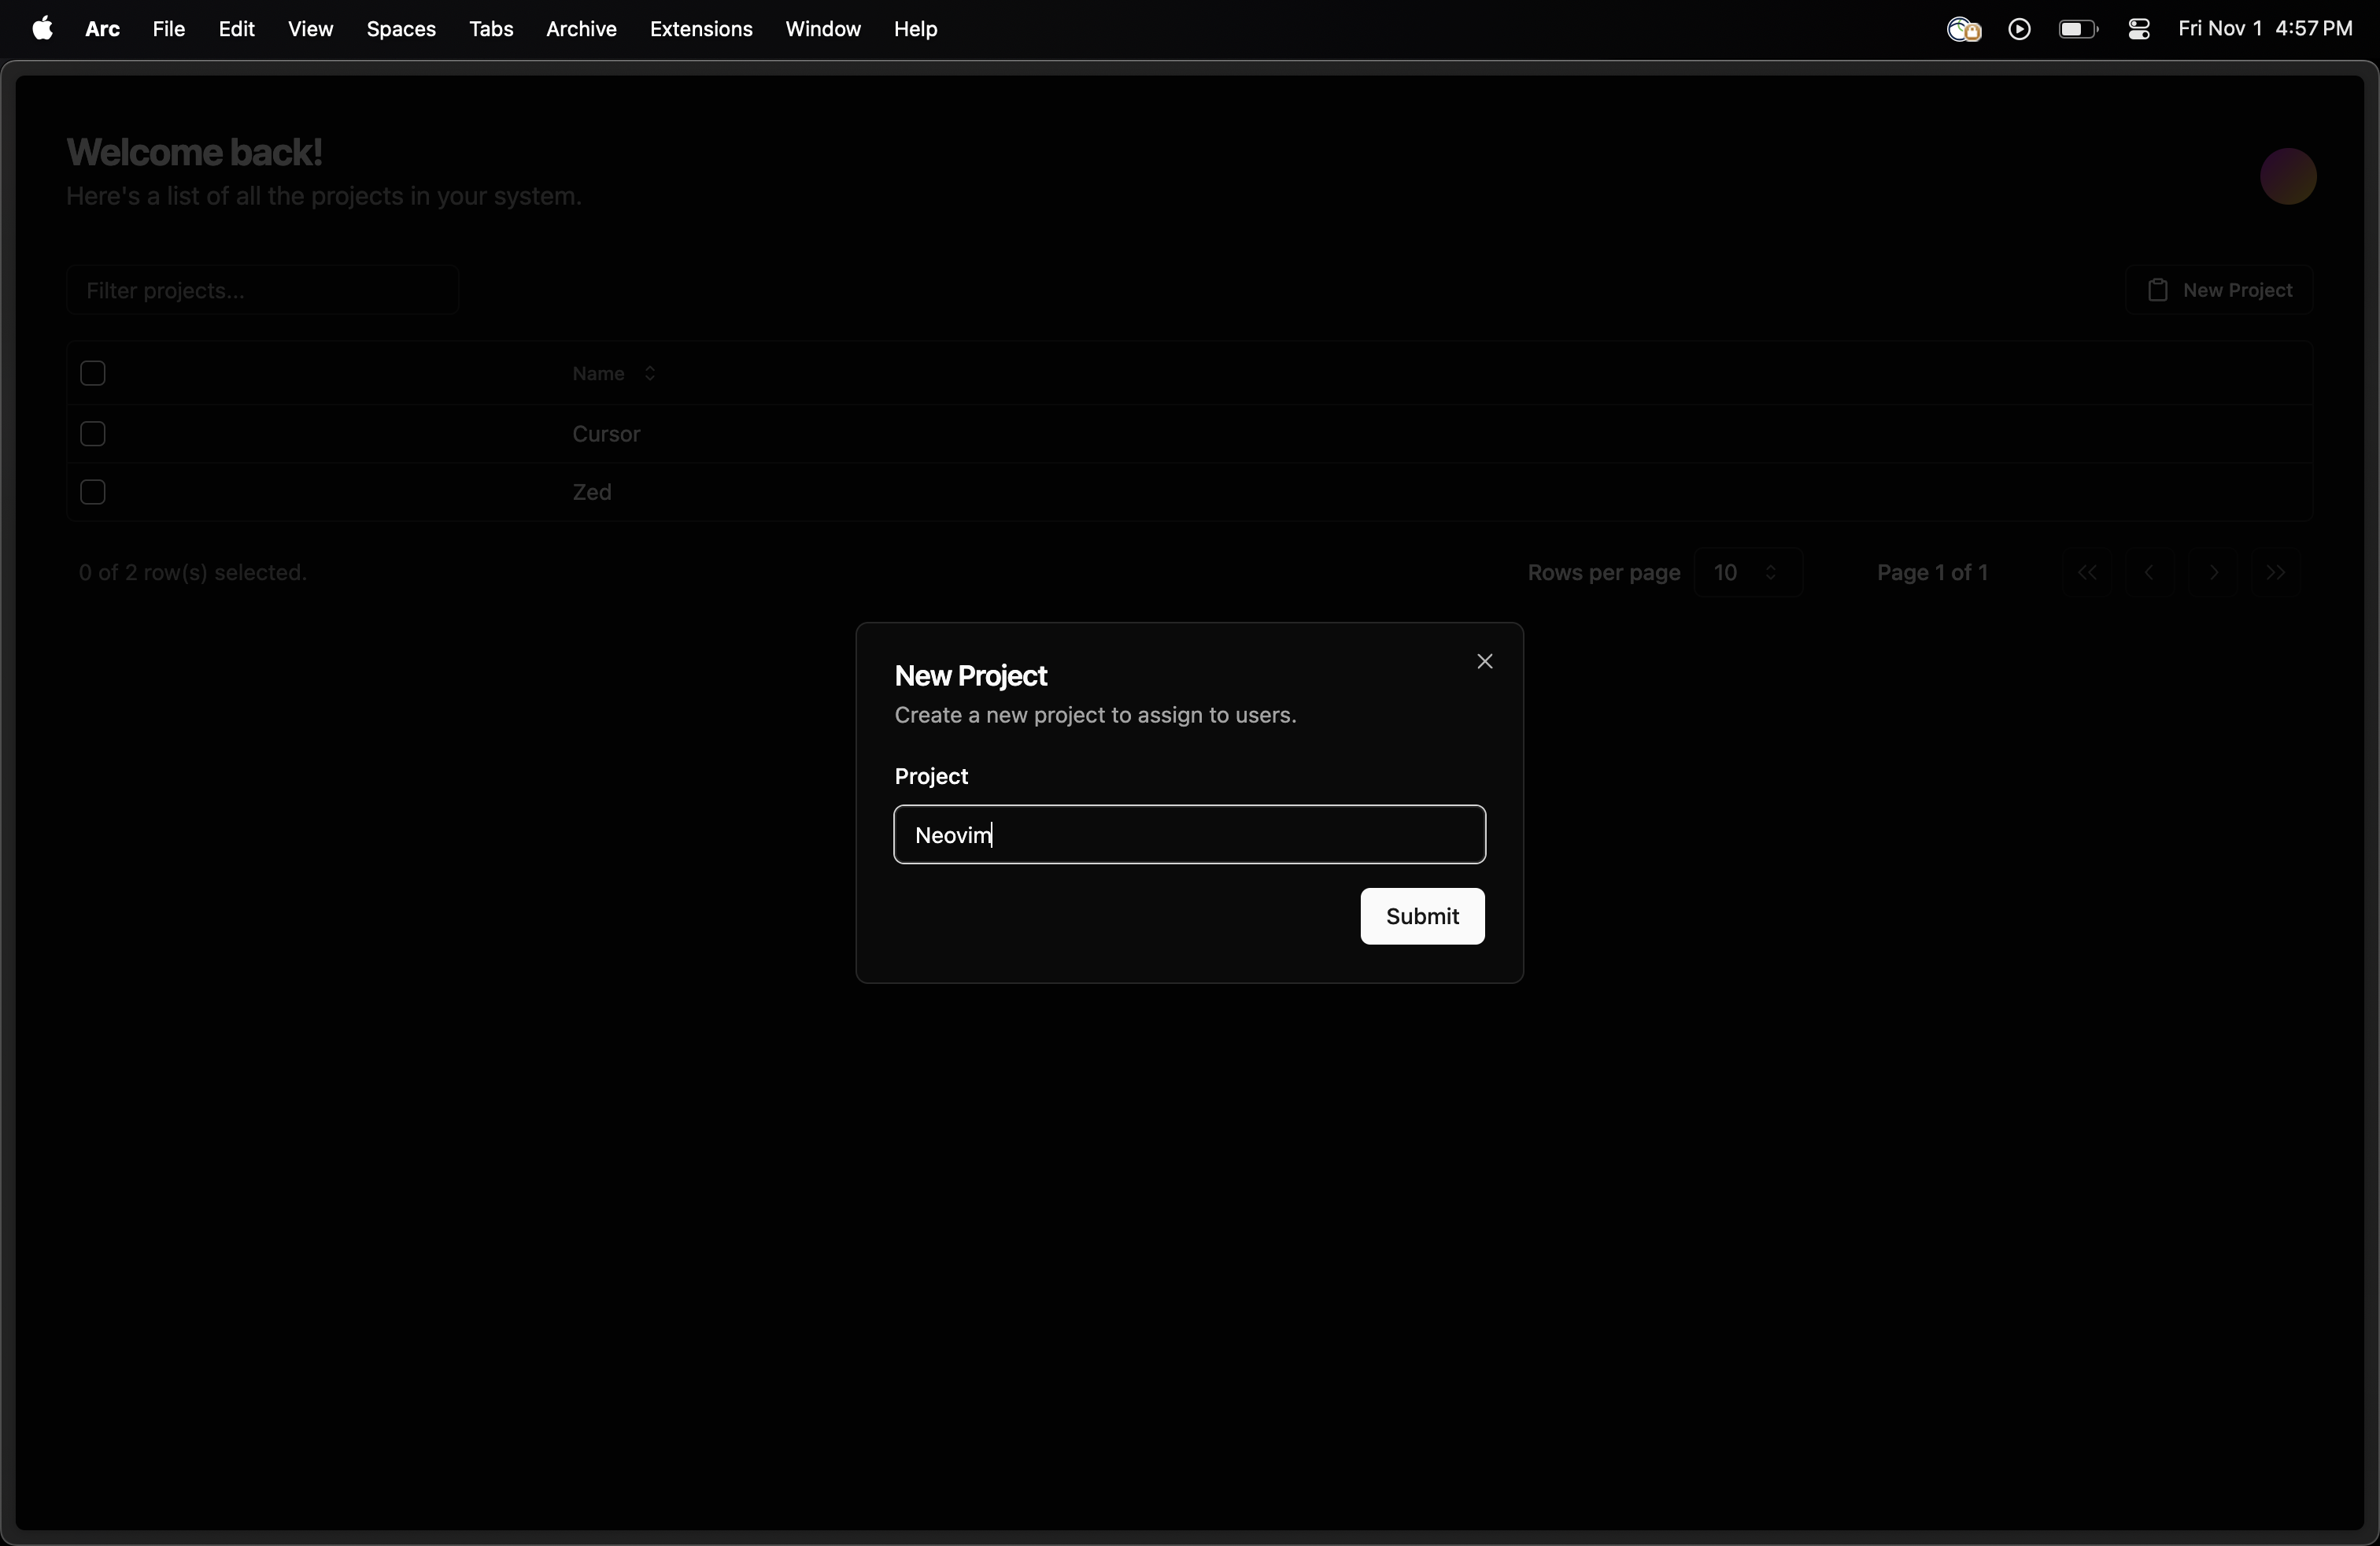 Arc File Edit View Spaces Tabs Archive Extensions Window Help Fri Nov 1 4:57 PM
Welcome back!
Here's a list of all the projects in your system.
Filter projects...
New Project
Name
Cursor
Zed
0 of 2 row(s) selected.
Rows per page 10 Page 1 of 1
New Project
Create a new project to assign to users.
Project
Neovim
Submit